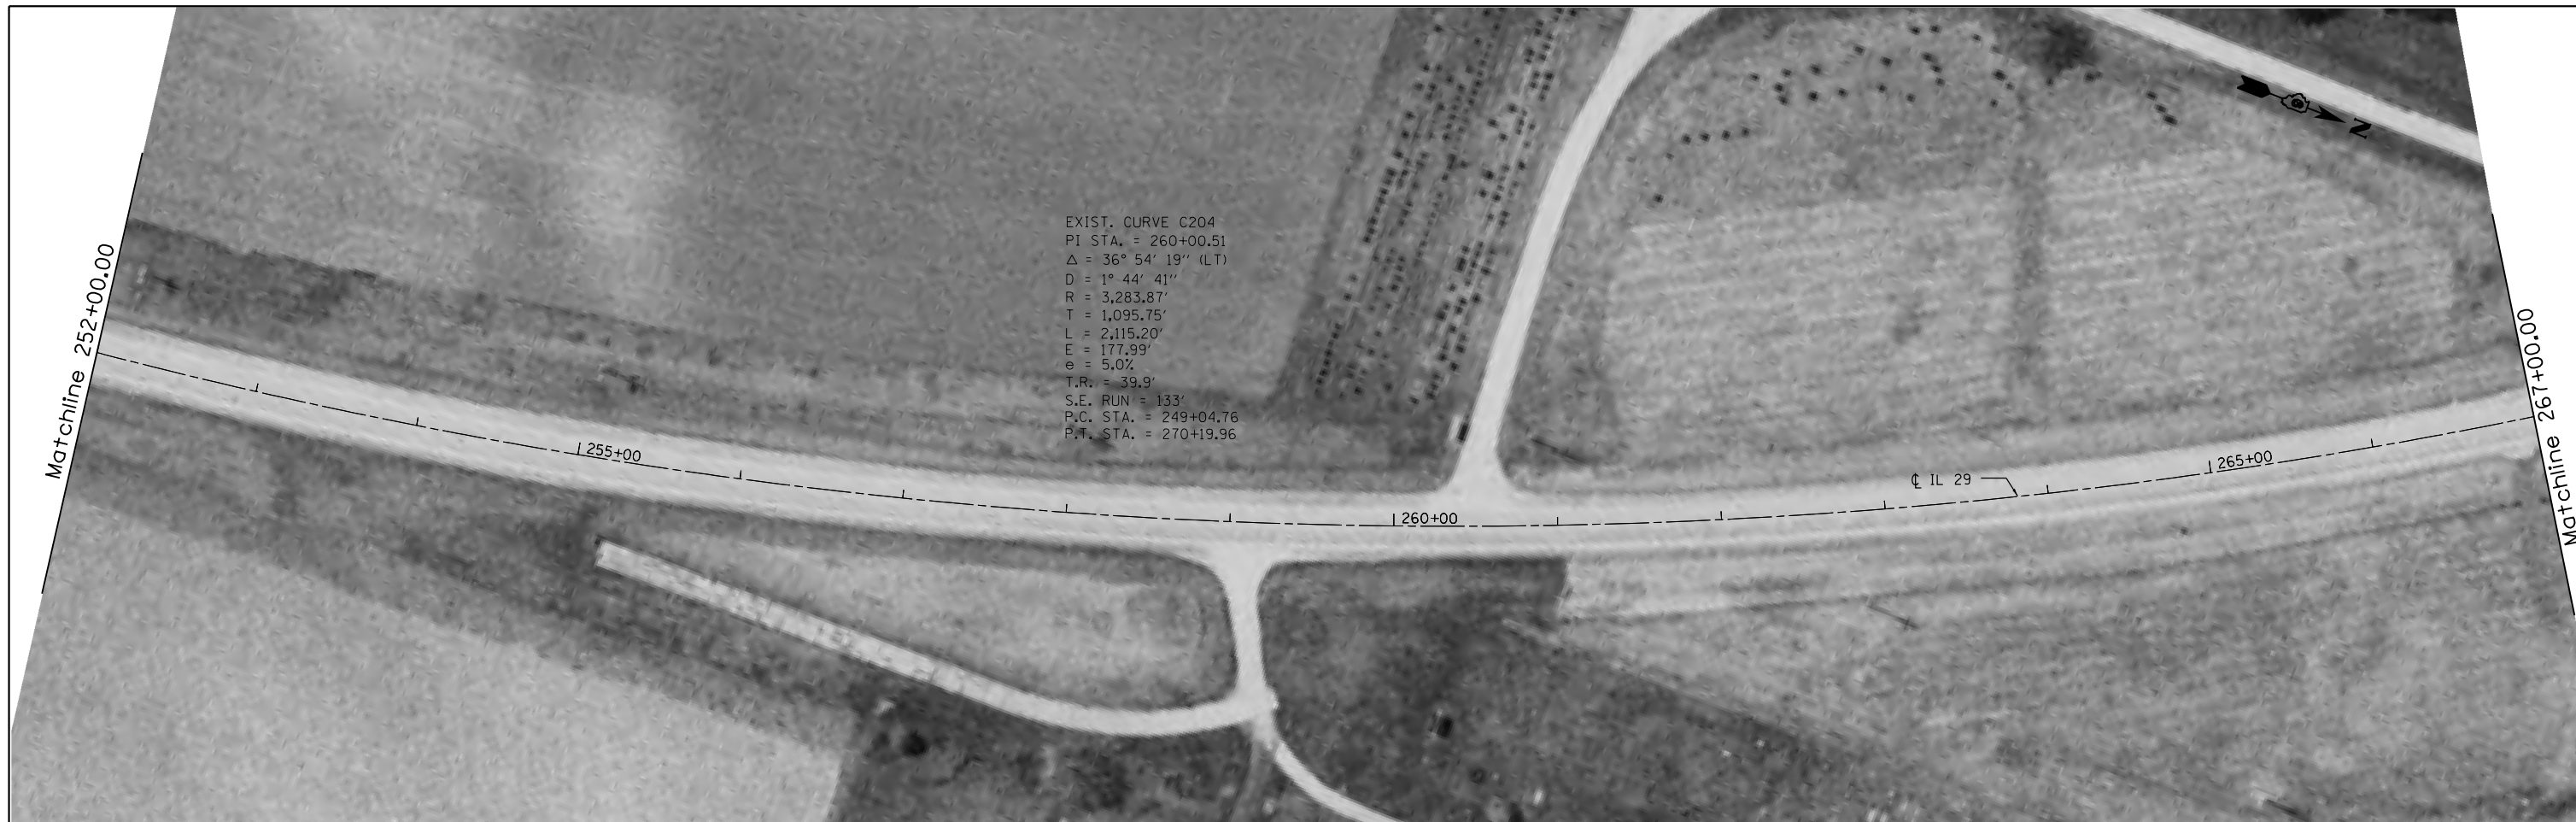 Matchline 252+00.00
EXIST. CURVE C204
PI STA. = 260+00.51
Δ = 36° 54' 19'' (LT)
D = 1° 44' 41''
R = 3,283.87'
T = 1,095.75'
L = 2,115.20'
E = 177.99'
e = 5.0%
T.R. = 39.9'
S.E. RUN = 133'
P.C. STA. = 249+04.76
P.T. STA. = 270+19.96
255+00
260+00
℄ IL 29
265+00
N
Matchline 267+00.00